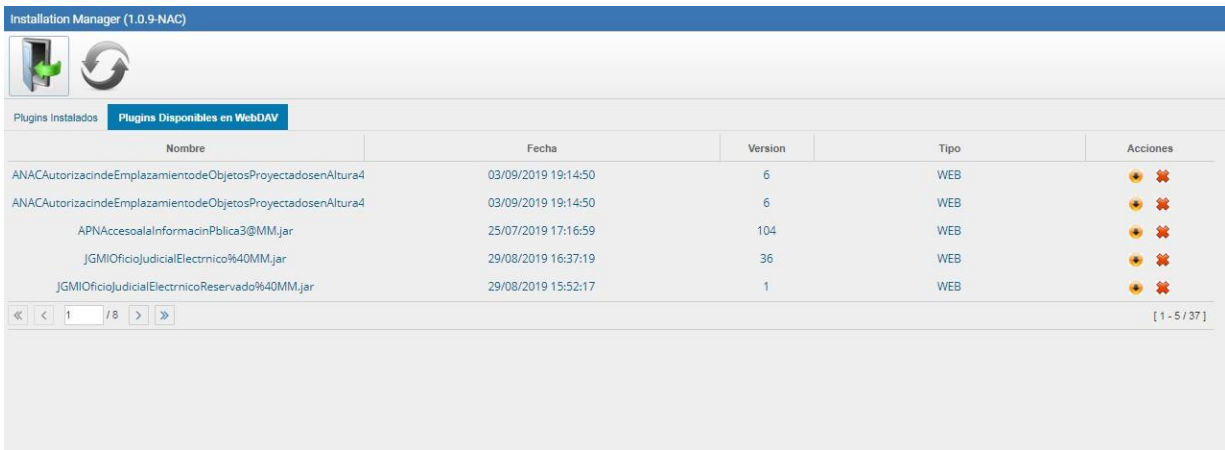 Installation Manager (1.0.9-NAC)
Plugins Instalados Plugins Disponibles en WebDAV
Nombre Fecha Version Tipo Acciones
ANACAutorizacindeEmplazamientodeObjetosProyectadosenAltura4 03/09/2019 19:14:50 6 WEB
ANACAutorizacindeEmplazamientodeObjetosProyectadosenAltura4 03/09/2019 19:14:50 6 WEB
APNAccesoalaInformacinPblica3@MM.jar 25/07/2019 17:16:59 104 WEB
JGMIOficioJudicialElectrnico%40MM.jar 29/08/2019 16:37:19 36 WEB
JGMIOficioJudicialElectrnicoReservado%40MM.jar 29/08/2019 15:52:17 1 WEB
1 / 8 [ 1 - 5 / 37 ]